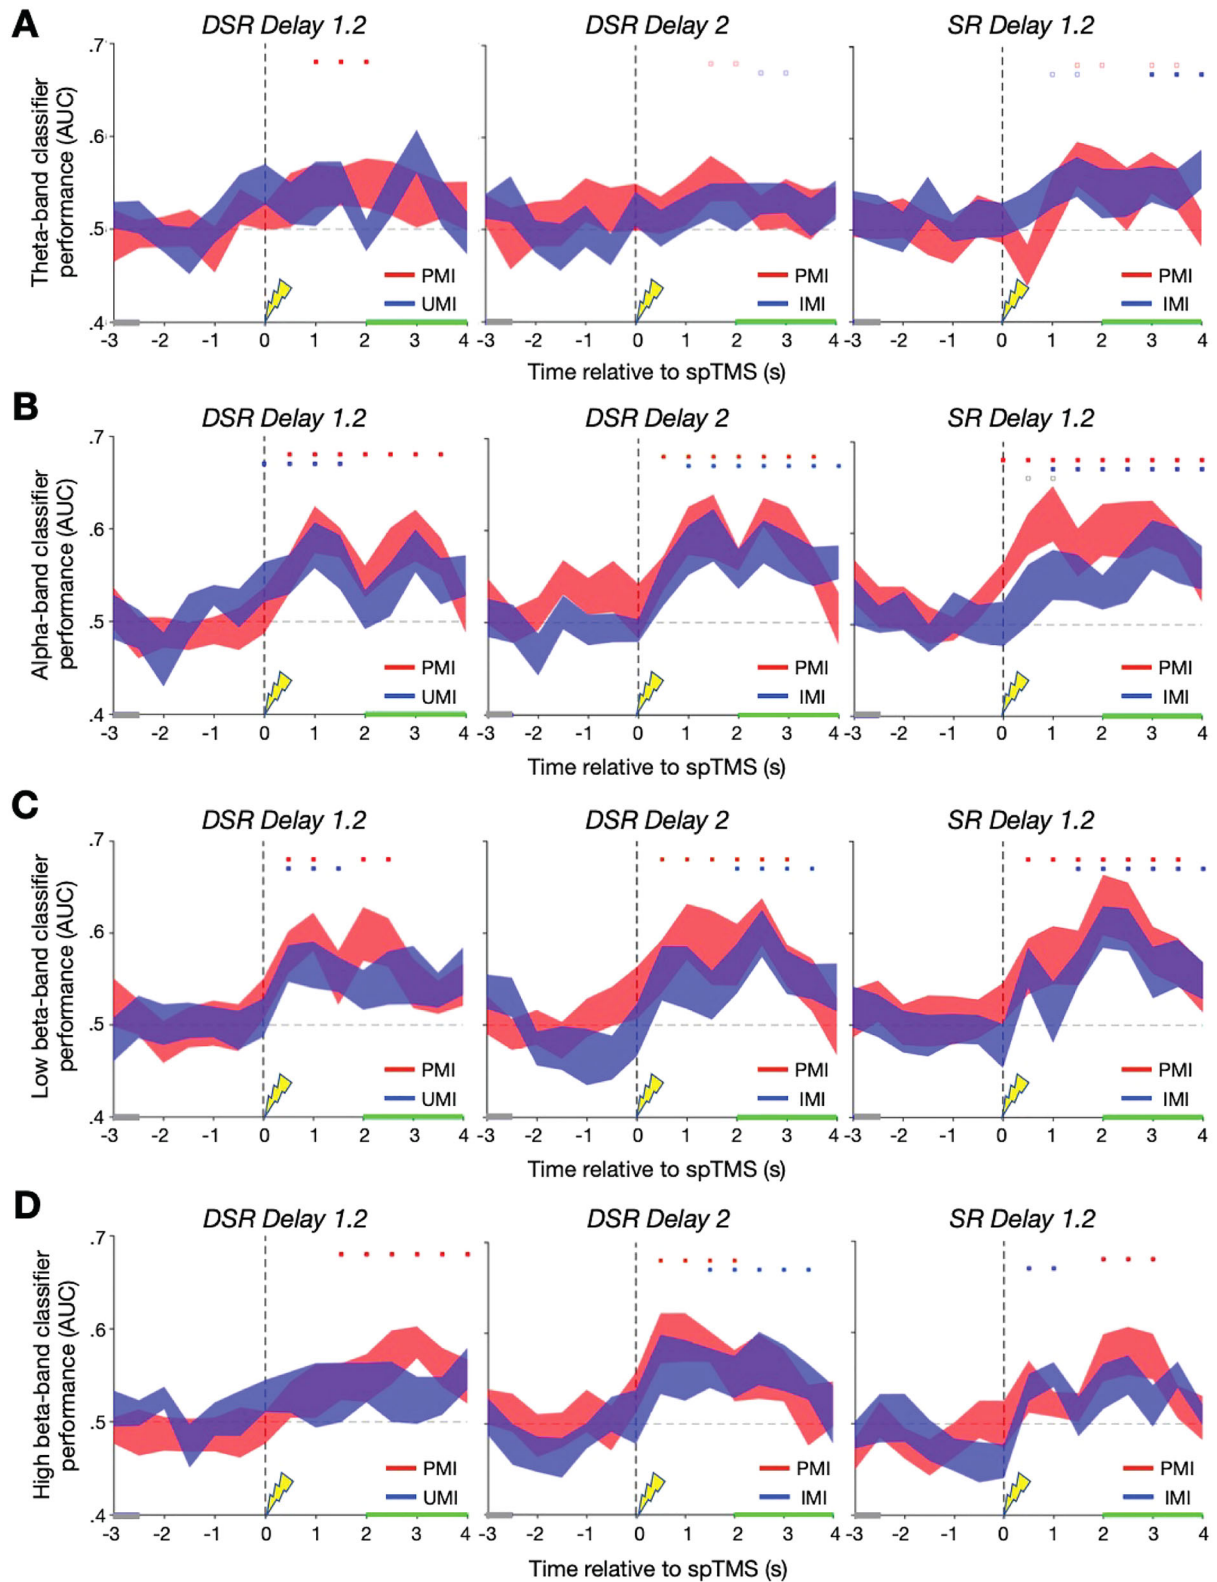 A
DSR Delay 1.2
DSR Delay 2
SR Delay 1.2
Theta-band classifier
performance (AUC)
.7
.6
.5
.4
PMI
UMI
PMI
IMI
PMI
IMI
-3 -2 -1 0 1 2 3 4
-3 -2 -1 0 1 2 3 4
-3 -2 -1 0 1 2 3 4
Time relative to spTMS (s)
B
DSR Delay 1.2
DSR Delay 2
SR Delay 1.2
Alpha-band classifier
performance (AUC)
.7
.6
.5
.4
PMI
UMI
PMI
IMI
PMI
IMI
-3 -2 -1 0 1 2 3 4
-3 -2 -1 0 1 2 3 4
-3 -2 -1 0 1 2 3 4
Time relative to spTMS (s)
C
DSR Delay 1.2
DSR Delay 2
SR Delay 1.2
Low beta-band classifier
performance (AUC)
.7
.6
.5
.4
PMI
UMI
PMI
IMI
PMI
IMI
-3 -2 -1 0 1 2 3 4
-3 -2 -1 0 1 2 3 4
-3 -2 -1 0 1 2 3 4
Time relative to spTMS (s)
D
DSR Delay 1.2
DSR Delay 2
SR Delay 1.2
High beta-band classifier
performance (AUC)
.7
.6
.5
.4
PMI
UMI
PMI
IMI
PMI
IMI
-3 -2 -1 0 1 2 3 4
-3 -2 -1 0 1 2 3 4
-3 -2 -1 0 1 2 3 4
Time relative to spTMS (s)